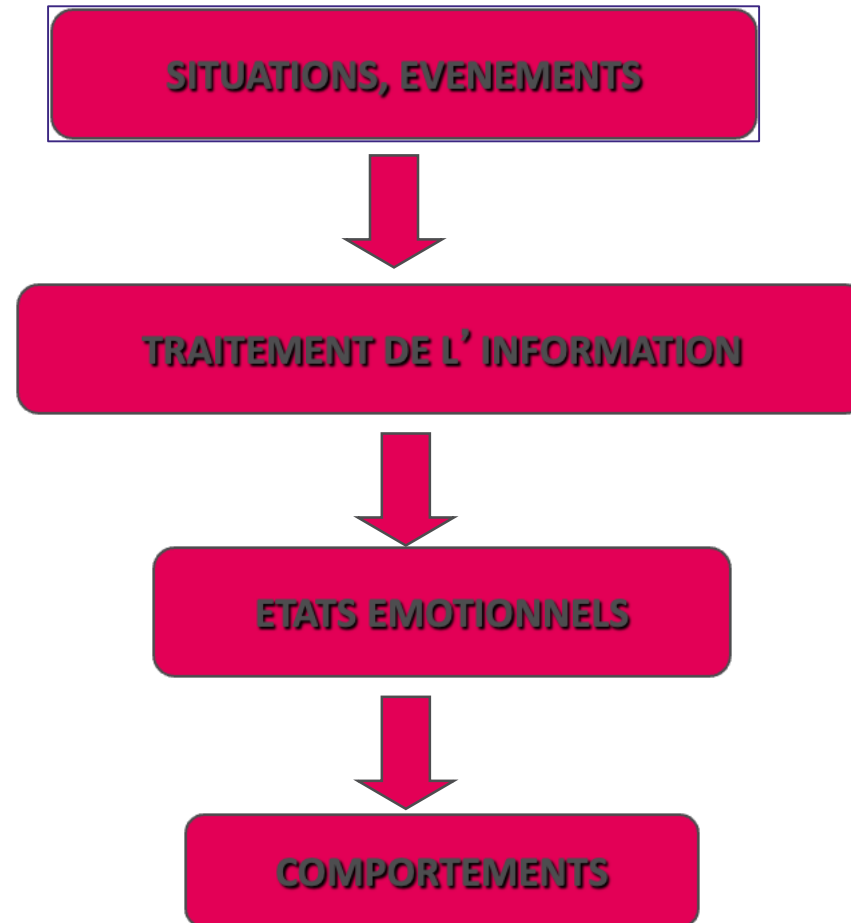 SITUATIONS, EVENEMENTS
TRAITEMENT DE L’ INFORMATION
ETATS EMOTIONNELS
COMPORTEMENTS